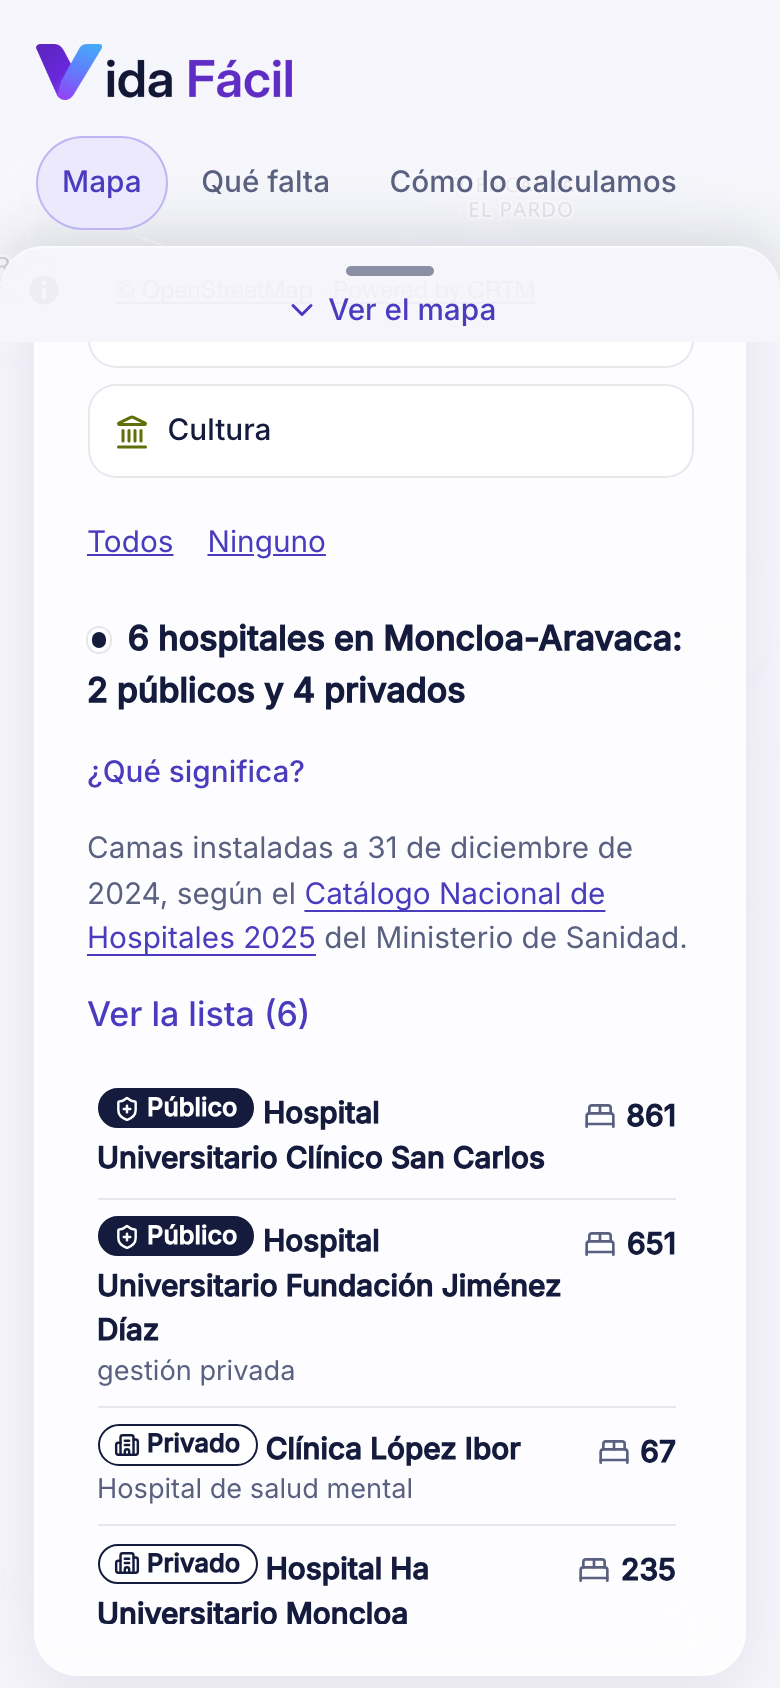 Vida Fácil
Mapa Qué falta Cómo lo calculamos
EL PARDO
© OpenStreetMap · Powered by CRTM
Ver el mapa
Cultura
Todos Ninguno
6 hospitales en Moncloa-Aravaca:
2 públicos y 4 privados
¿Qué significa?
Camas instaladas a 31 de diciembre de
2024, según el Catálogo Nacional de
Hospitales 2025 del Ministerio de Sanidad.
Ver la lista (6)
Público Hospital 861
Universitario Clínico San Carlos
Público Hospital 651
Universitario Fundación Jiménez
Díaz
gestión privada
Privado Clínica López Ibor 67
Hospital de salud mental
Privado Hospital Ha 235
Universitario Moncloa